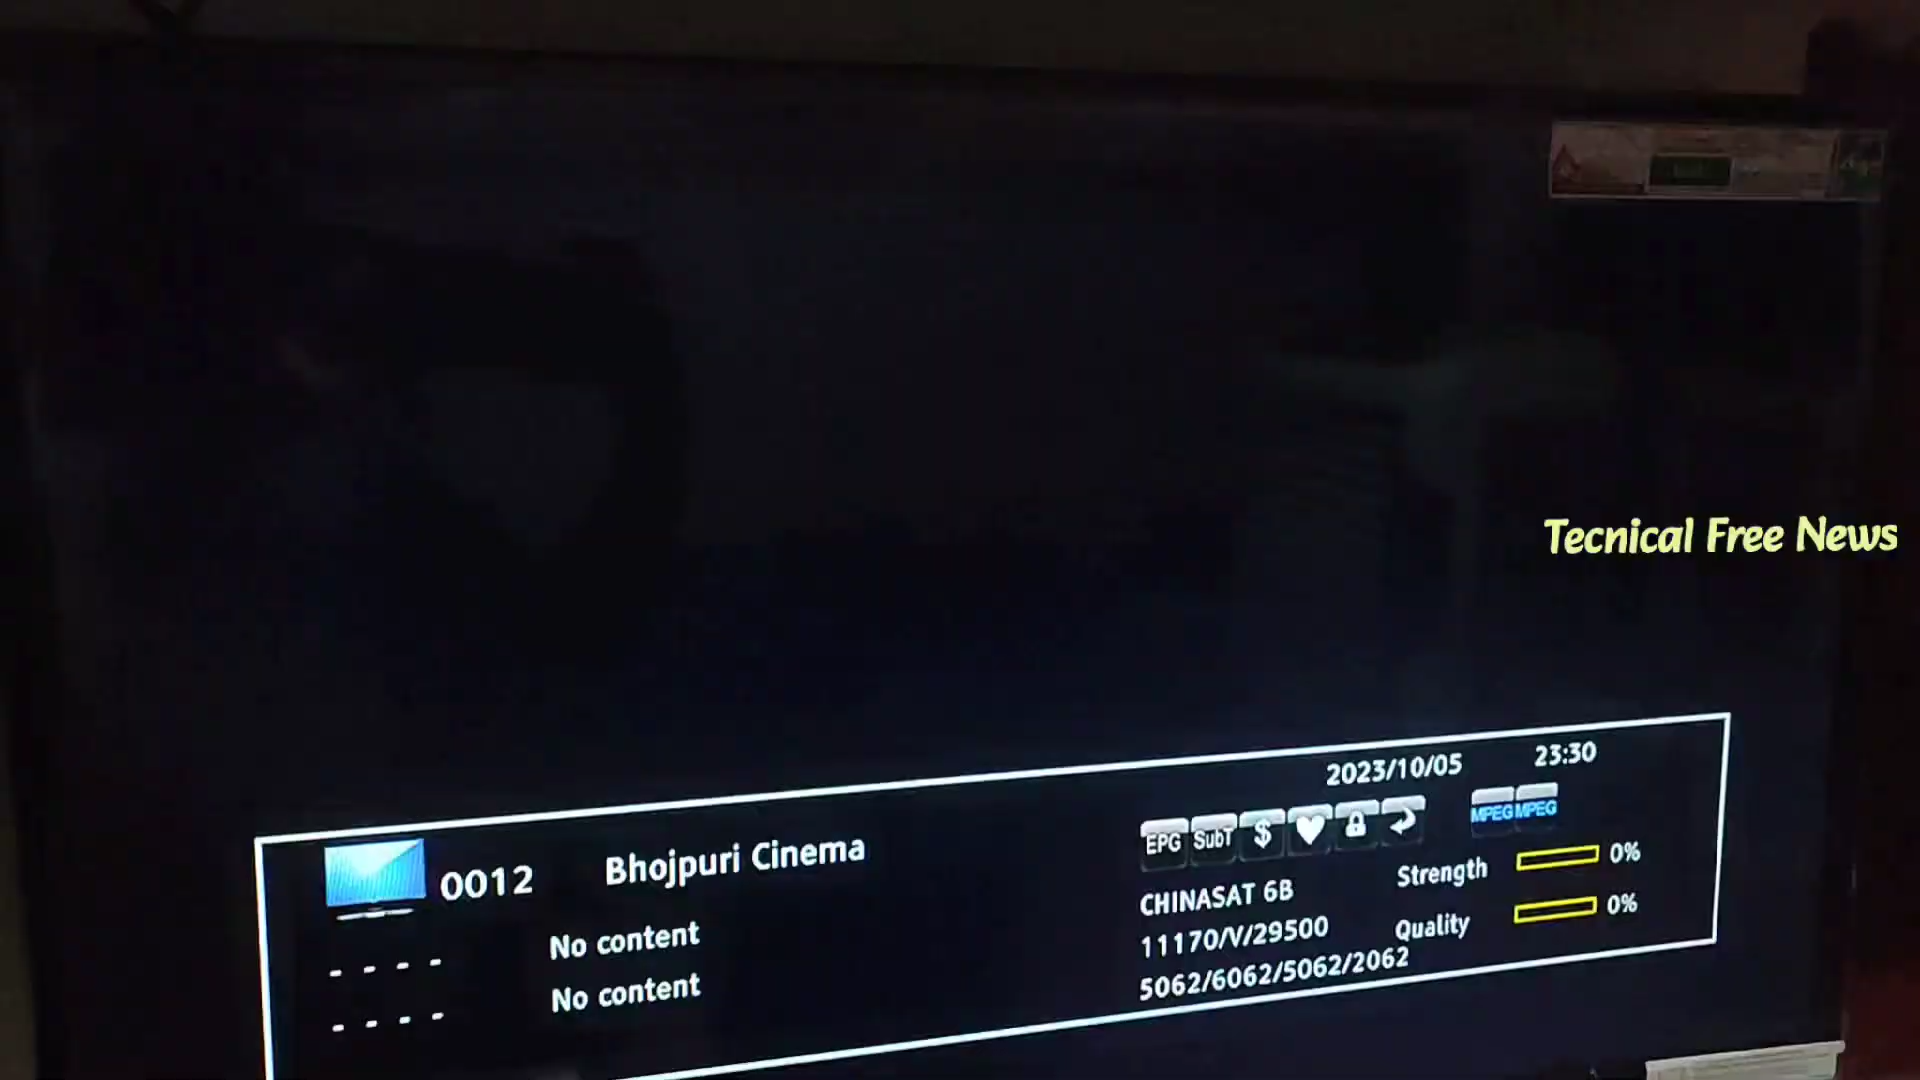 Tecnical Free News
2023/10/05 23:30
EPG SubT $ MPEG MPEG
0012 Bhojpuri Cinema
CHINASAT 6B Strength 0%
No content 11170/V/29500 Quality 0%
No content 5062/6062/5062/2062